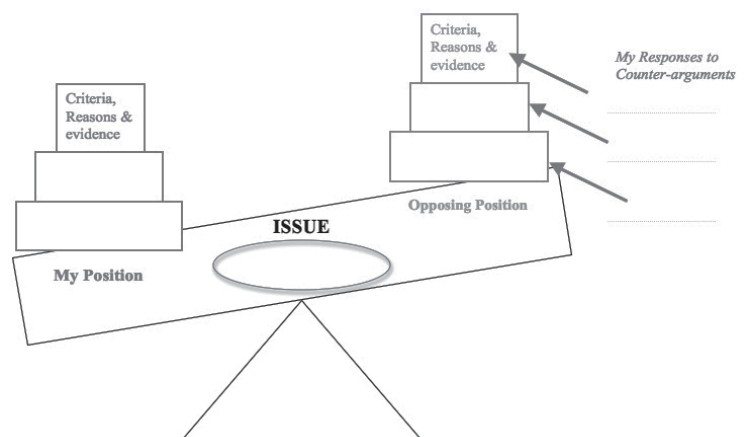 Criteria,
Reasons &
evidence
My Position
ISSUE
Criteria,
Reasons &
evidence
Opposing Position
My Responses to
Counter-arguments